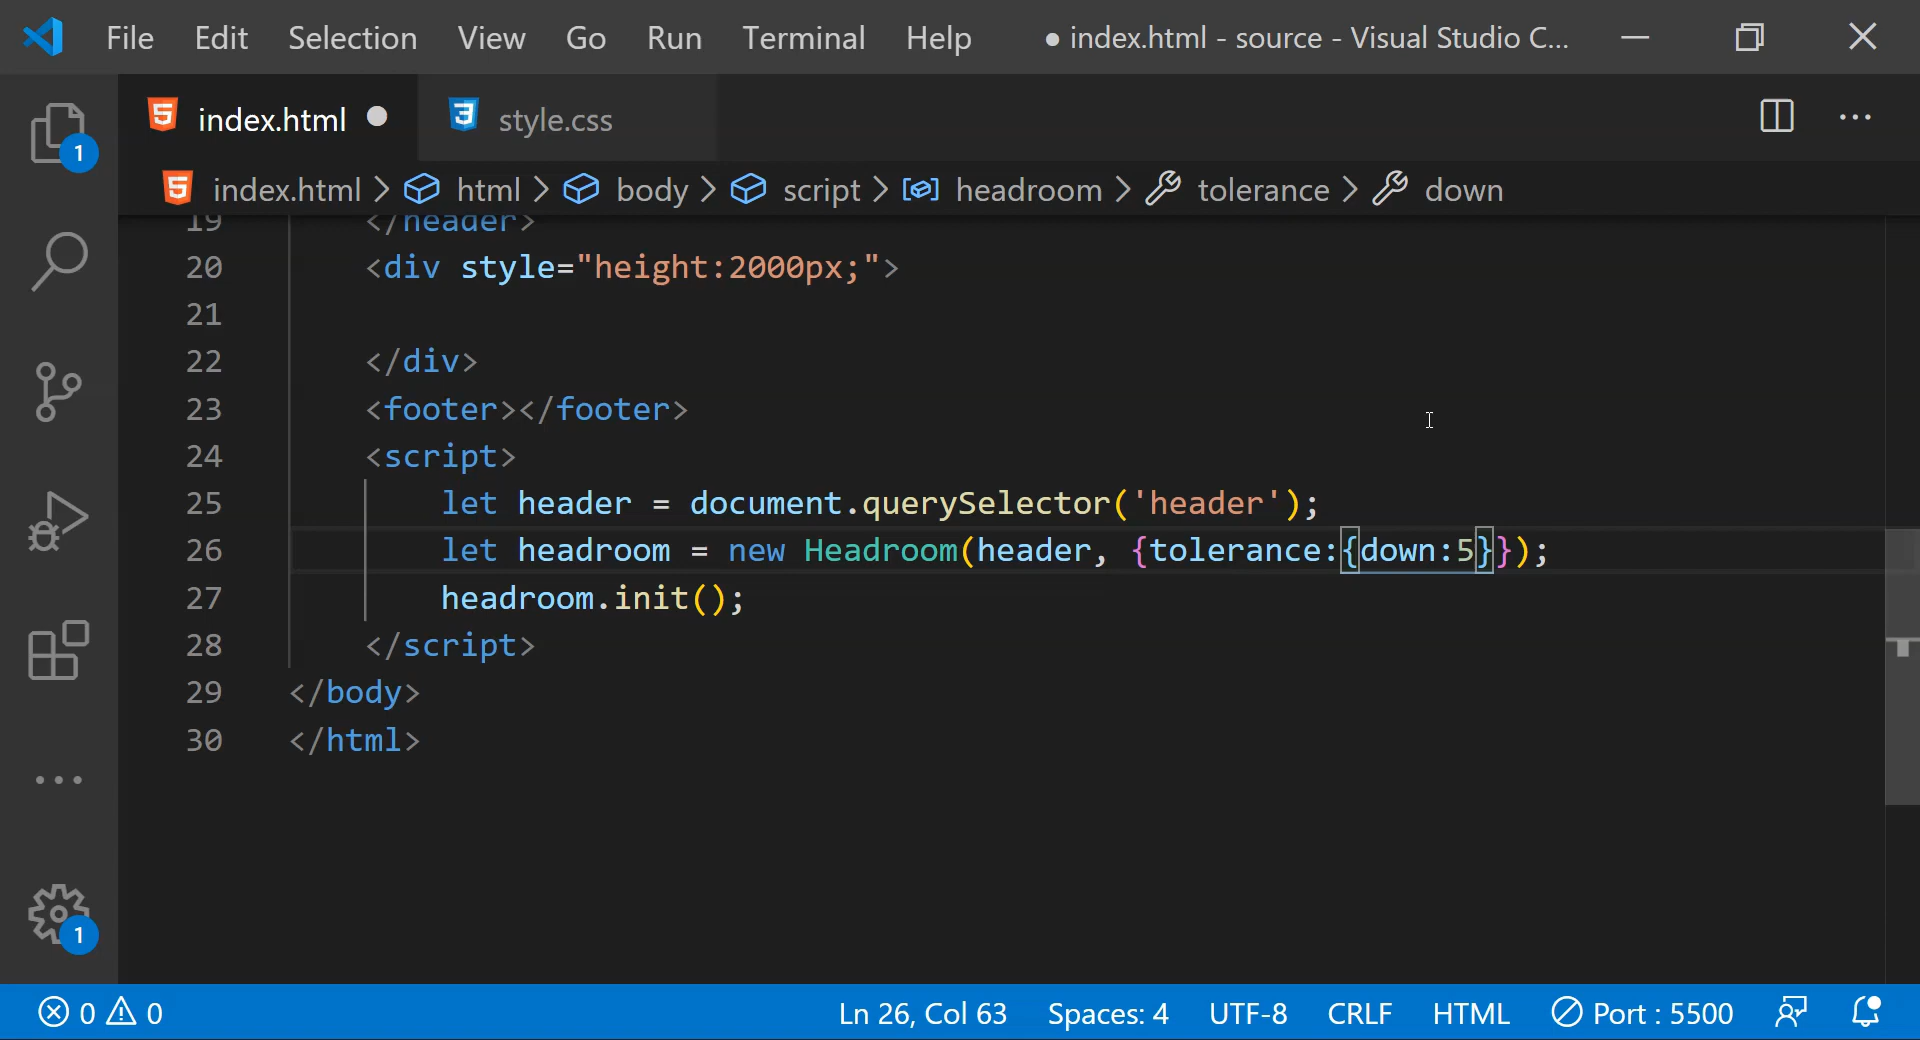 File Edit Selection View Go Run Terminal Help ● index.html - source - Visual Studio C...
index.html style.css
1
index.html > html > body > script > headroom > tolerance > down
19 </header>
20 <div style="height:2000px;">
21
22 </div>
23 <footer></footer>
24 <script>
25 let header = document.querySelector('header');
26 let headroom = new Headroom(header, {tolerance:{down:5}});
27 headroom.init();
28 </script>
29 </body>
30 </html>
1
0 0 Ln 26, Col 63 Spaces: 4 UTF-8 CRLF HTML Port : 5500